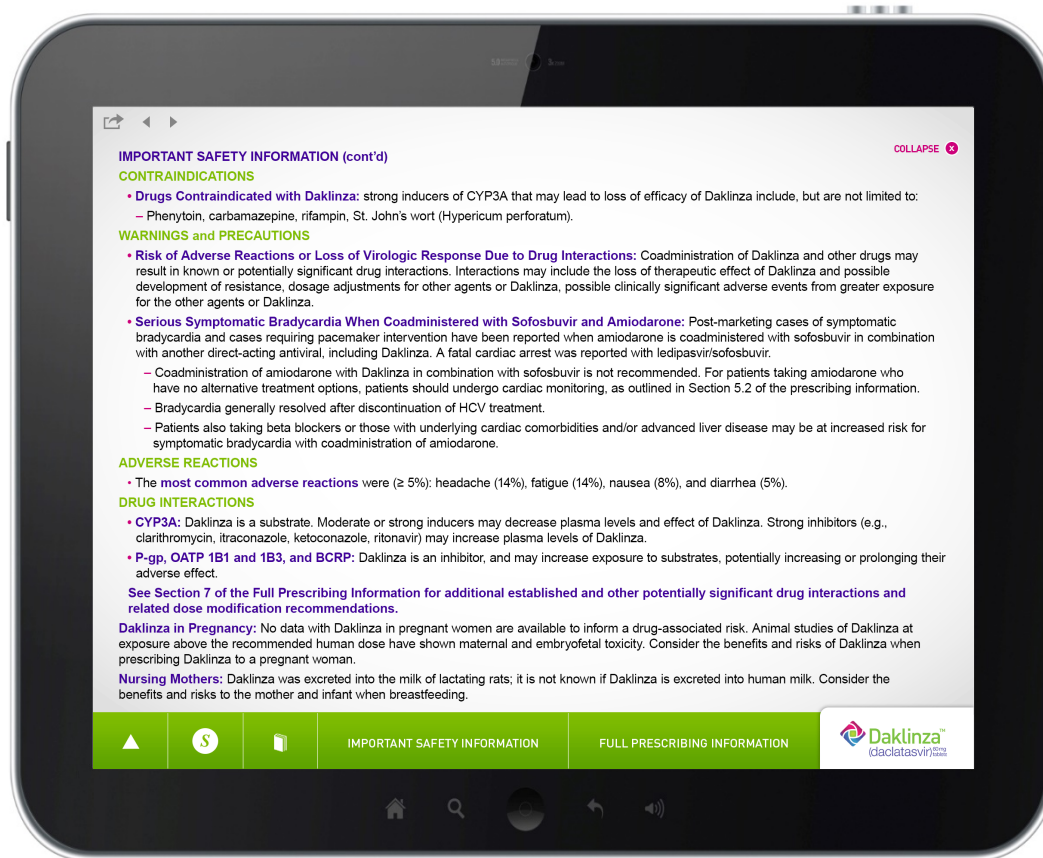 COLLAPSE
IMPORTANT SAFETY INFORMATION (cont'd)
CONTRAINDICATIONS
• Drugs Contraindicated with Daklinza: strong inducers of CYP3A that may lead to loss of efficacy of Daklinza include, but are not limited to:
– Phenytoin, carbamazepine, rifampin, St. John's wort (Hypericum perforatum).
WARNINGS and PRECAUTIONS
• Risk of Adverse Reactions or Loss of Virologic Response Due to Drug Interactions: Coadministration of Daklinza and other drugs may
result in known or potentially significant drug interactions. Interactions may include the loss of therapeutic effect of Daklinza and possible
development of resistance, dosage adjustments for other agents or Daklinza, possible clinically significant adverse events from greater exposure
for the other agents or Daklinza.
• Serious Symptomatic Bradycardia When Coadministered with Sofosbuvir and Amiodarone: Post-marketing cases of symptomatic
bradycardia and cases requiring pacemaker intervention have been reported when amiodarone is coadministered with sofosbuvir in combination
with another direct-acting antiviral, including Daklinza. A fatal cardiac arrest was reported with ledipasvir/sofosbuvir.
– Coadministration of amiodarone with Daklinza in combination with sofosbuvir is not recommended. For patients taking amiodarone who
have no alternative treatment options, patients should undergo cardiac monitoring, as outlined in Section 5.2 of the prescribing information.
– Bradycardia generally resolved after discontinuation of HCV treatment.
– Patients also taking beta blockers or those with underlying cardiac comorbidities and/or advanced liver disease may be at increased risk for
symptomatic bradycardia with coadministration of amiodarone.
ADVERSE REACTIONS
• The most common adverse reactions were (≥ 5%): headache (14%), fatigue (14%), nausea (8%), and diarrhea (5%).
DRUG INTERACTIONS
• CYP3A: Daklinza is a substrate. Moderate or strong inducers may decrease plasma levels and effect of Daklinza. Strong inhibitors (e.g.,
clarithromycin, itraconazole, ketoconazole, ritonavir) may increase plasma levels of Daklinza.
• P-gp, OATP 1B1 and 1B3, and BCRP: Daklinza is an inhibitor, and may increase exposure to substrates, potentially increasing or prolonging their
adverse effect.
See Section 7 of the Full Prescribing Information for additional established and other potentially significant drug interactions and
related dose modification recommendations.
Daklinza in Pregnancy: No data with Daklinza in pregnant women are available to inform a drug-associated risk. Animal studies of Daklinza at
exposure above the recommended human dose have shown maternal and embryofetal toxicity. Consider the benefits and risks of Daklinza when
prescribing Daklinza to a pregnant woman.
Nursing Mothers: Daklinza was excreted into the milk of lactating rats; it is not known if Daklinza is excreted into human milk. Consider the
benefits and risks to the mother and infant when breastfeeding.
S
IMPORTANT SAFETY INFORMATION
FULL PRESCRIBING INFORMATION
Daklinza™
(daclatasvir) 60mg tablets